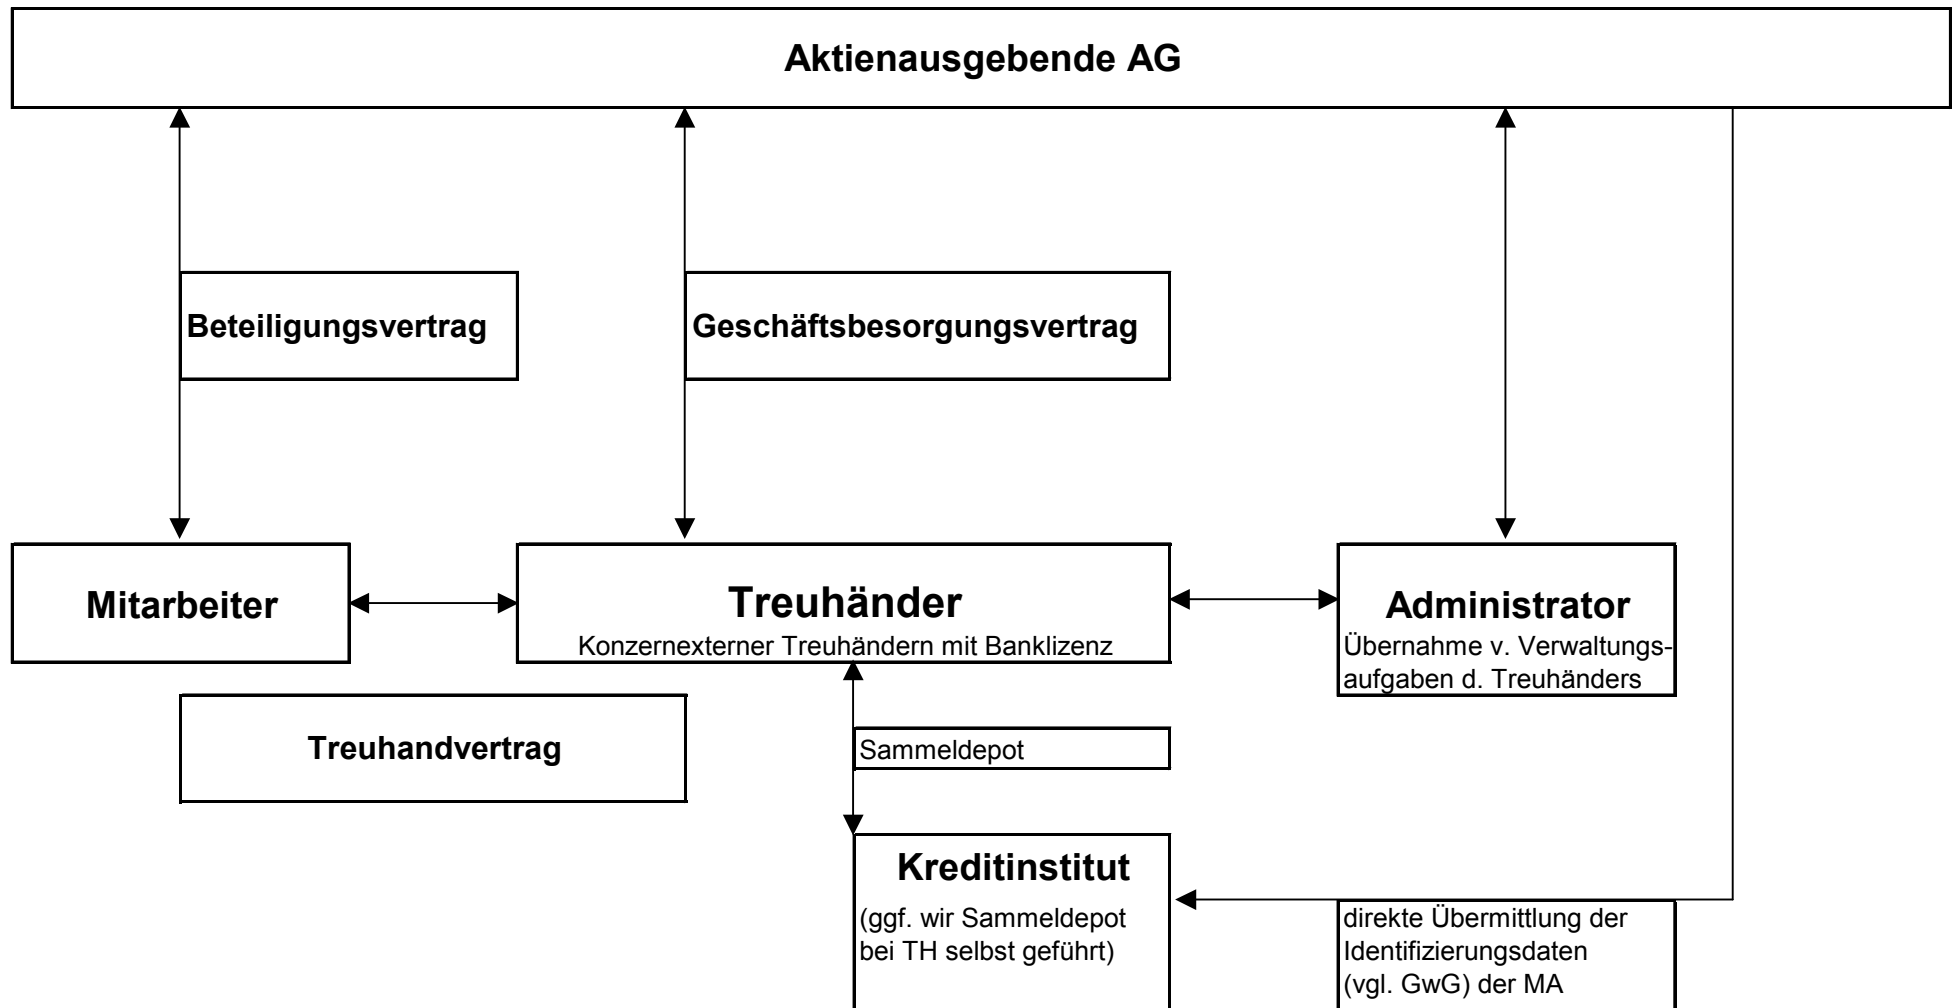 Aktienausgebende AG
Beteiligungsvertrag
Geschäftsbesorgungsvertrag
Mitarbeiter
Treuhänder
Konzernexterner Treuhändern mit Banklizenz
Administrator
Übernahme v. Verwaltungs-
aufgaben d. Treuhänders
Treuhandvertrag
Sammeldepot
Kreditinstitut
(ggf. wir Sammeldepot
bei TH selbst geführt)
direkte Übermittlung der
Identifizierungsdaten
(vgl. GwG) der MA